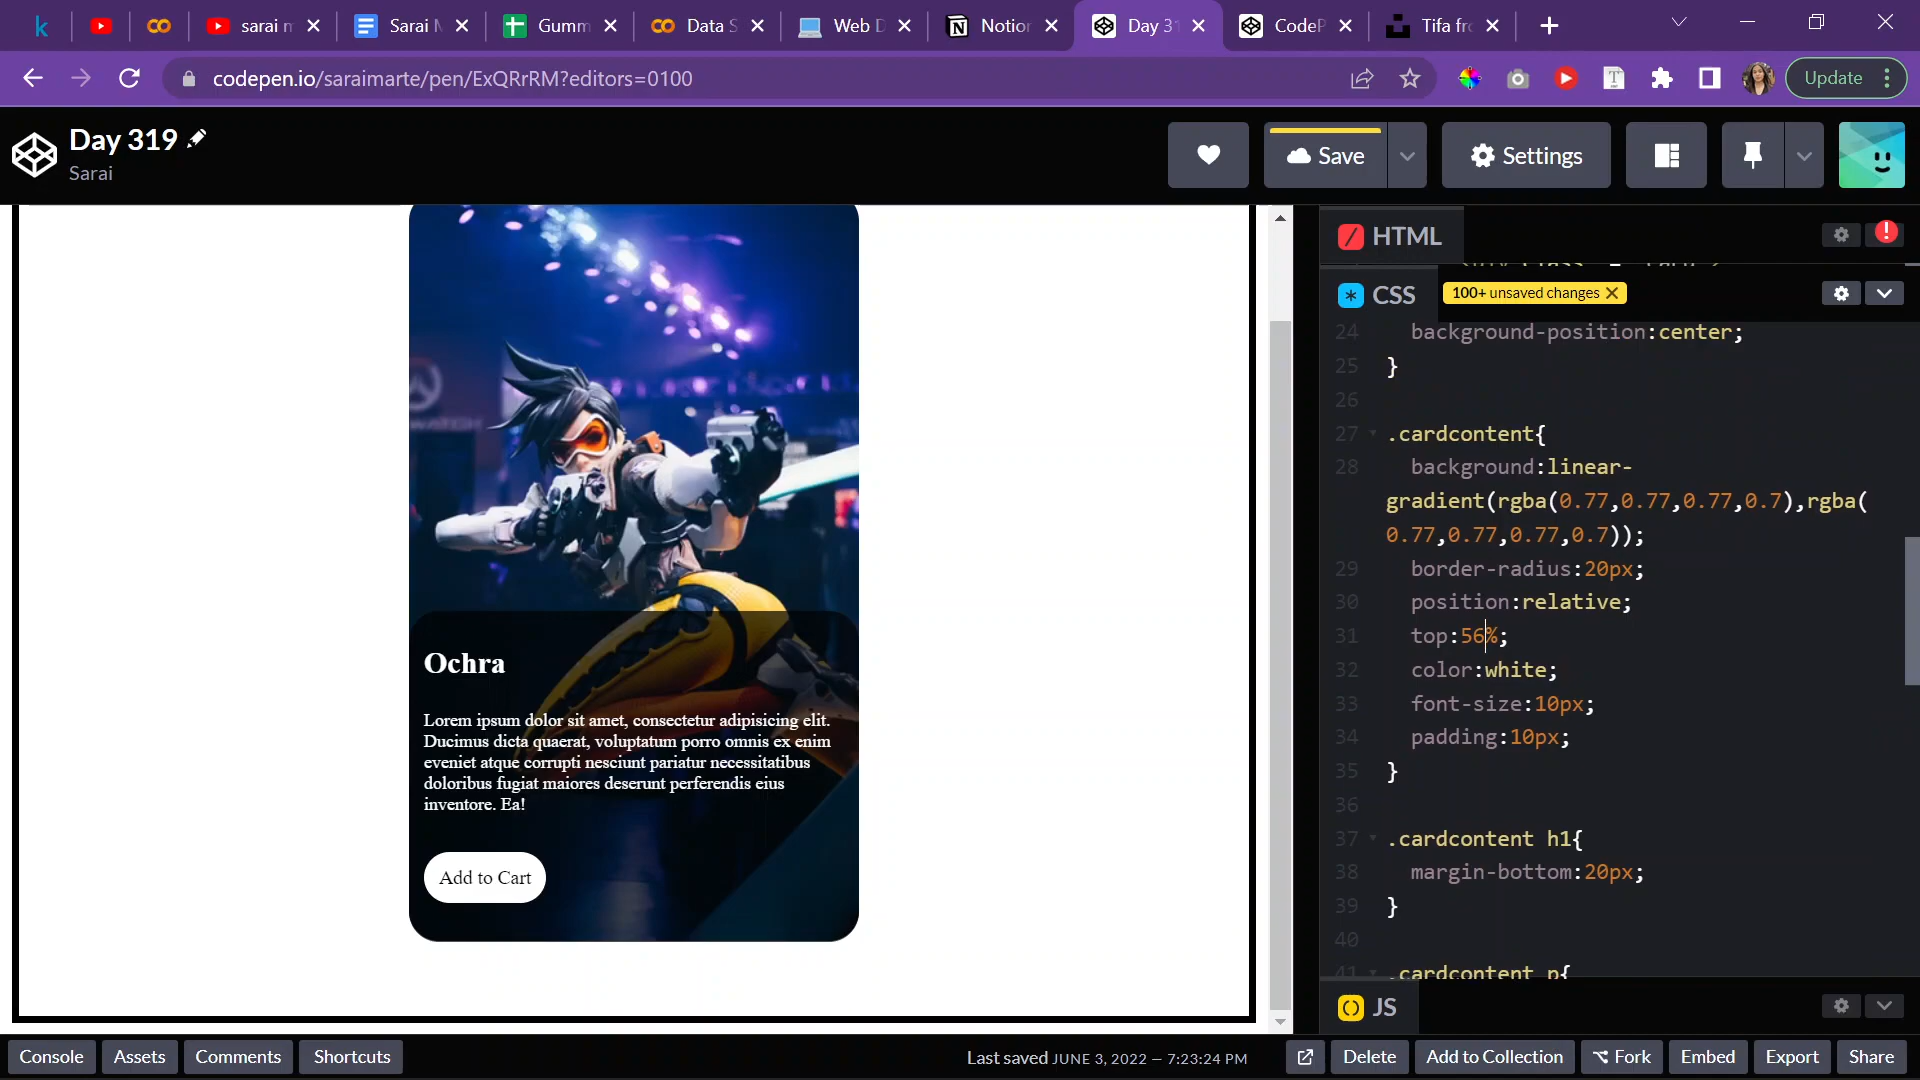 k sarai m Sarai M Gumm Data S Web D Notion Day 31 CodeP Tifa fro
codepen.io/saraimarte/pen/ExQRrRM?editors=0100 Update
Day 319
Sarai
Save Settings
HTML
CSS 100+ unsaved changes
24 background-position:center;
25 }
26
27 .cardcontent{
28 background:linear-
gradient(rgba(0.77,0.77,0.77,0.7),rgba(
0.77,0.77,0.77,0.7));
29 border-radius:20px;
30 position:relative;
31 top:56%;
32 color:white;
33 font-size:10px;
34 padding:10px;
35 }
36
37 .cardcontent h1{
38 margin-bottom:20px;
39 }
40
41 .cardcontent p{
JS
Ochra
Lorem ipsum dolor sit amet, consectetur adipisicing elit.
Ducimus dicta quaerat, voluptatum porro omnis ex enim
eveniet atque corrupti nesciunt pariatur necessitatibus
doloribus fugiat maiores deserunt perferendis eius
inventore. Ea!
Add to Cart
Console Assets Comments Shortcuts Last saved JUNE 3, 2022 — 7:23:24 PM Delete Add to Collection Fork Embed Export Share